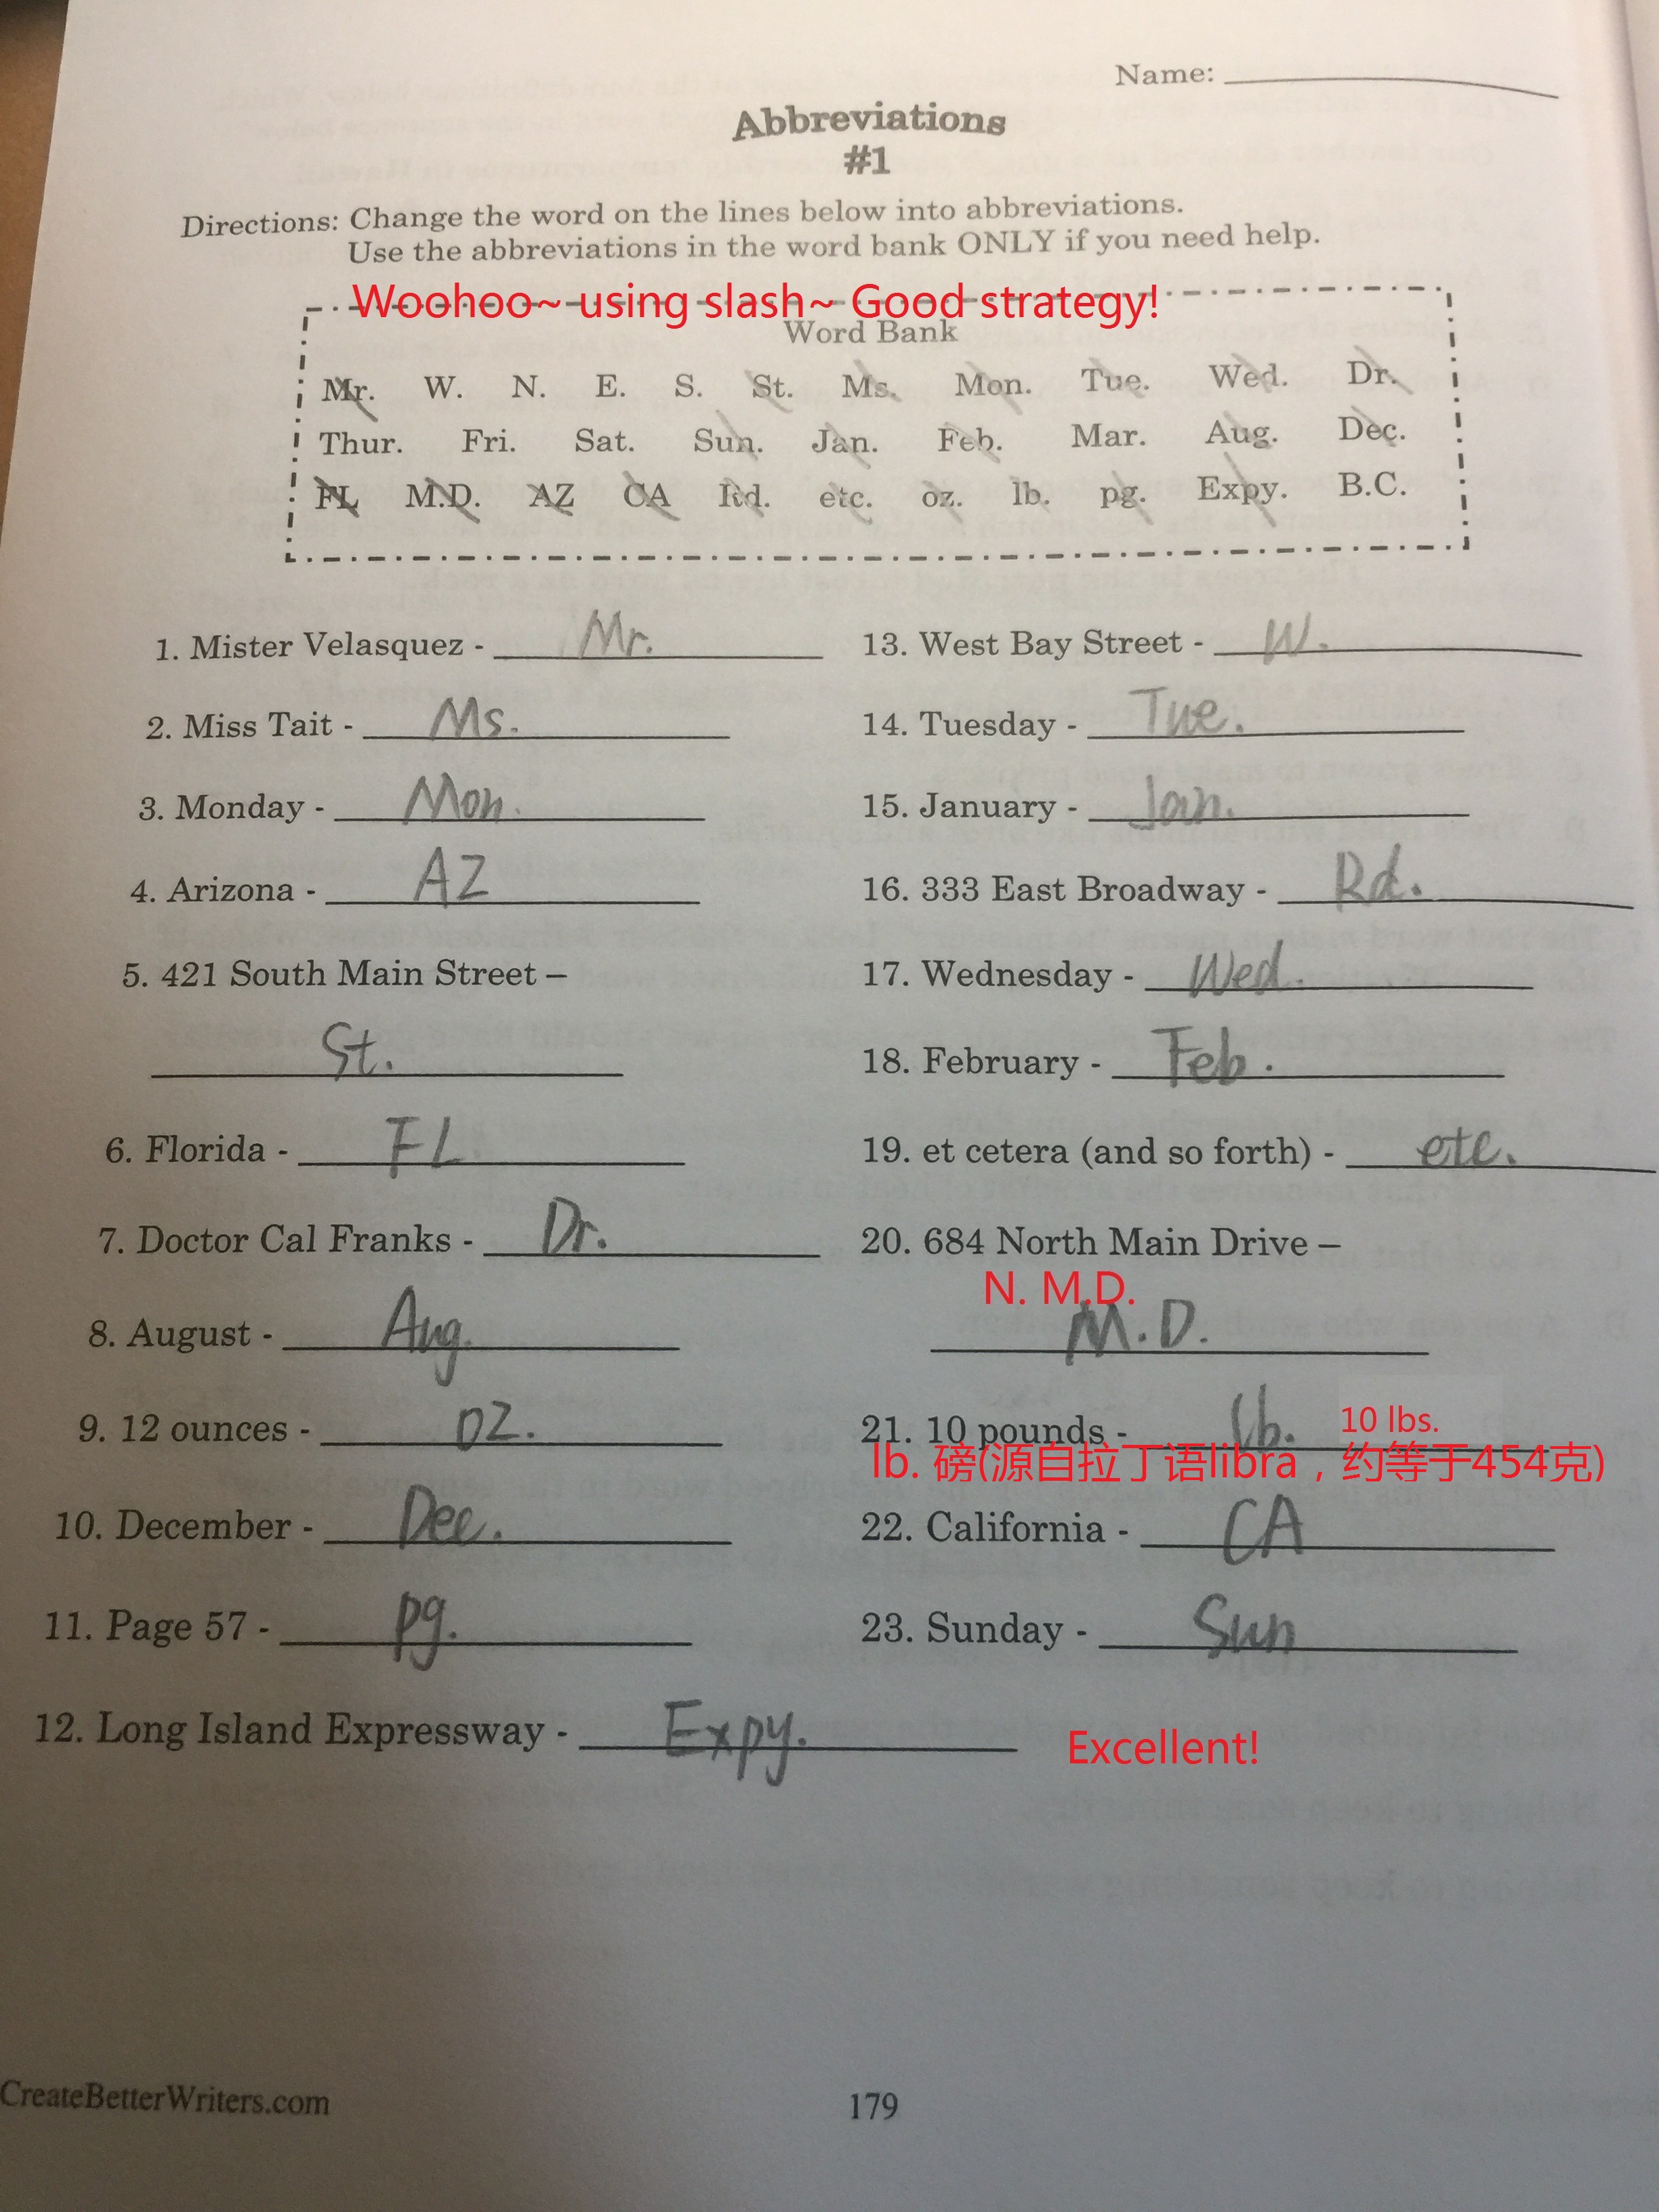 Name:
Abbreviations
#1
Directions: Change the word on the lines below into abbreviations.
Use the abbreviations in the word bank ONLY if you need help.
Woohoo~ using slash~ Good strategy!
Word Bank
Mr. W. N. E. S. St. Ms. Mon. Tue. Wed. Dr.
Thur. Fri. Sat. Sun. Jan. Feb. Mar. Aug. Dec.
FL M.D. AZ CA Rd. etc. oz. lb. pg. Expy. B.C.
1. Mister Velasquez - Mr.
2. Miss Tait - Ms.
3. Monday - Mon.
4. Arizona - AZ
5. 421 South Main Street –
St.
6. Florida - FL
7. Doctor Cal Franks - Dr.
8. August - Aug.
9. 12 ounces - oz.
10. December - Dec.
11. Page 57 - pg.
12. Long Island Expressway - Expy.
13. West Bay Street - W.
14. Tuesday - Tue.
15. January - Jan.
16. 333 East Broadway - Rd.
17. Wednesday - Wed.
18. February - Feb.
19. et cetera (and so forth) - etc.
20. 684 North Main Drive –
N. M.D.
M.D.
21. 10 pounds - lb. 10 lbs.
lb. 磅(源自拉丁语libra，约等于454克)
22. California - CA
23. Sunday - Sun
Excellent!
CreateBetterWriters.com
179